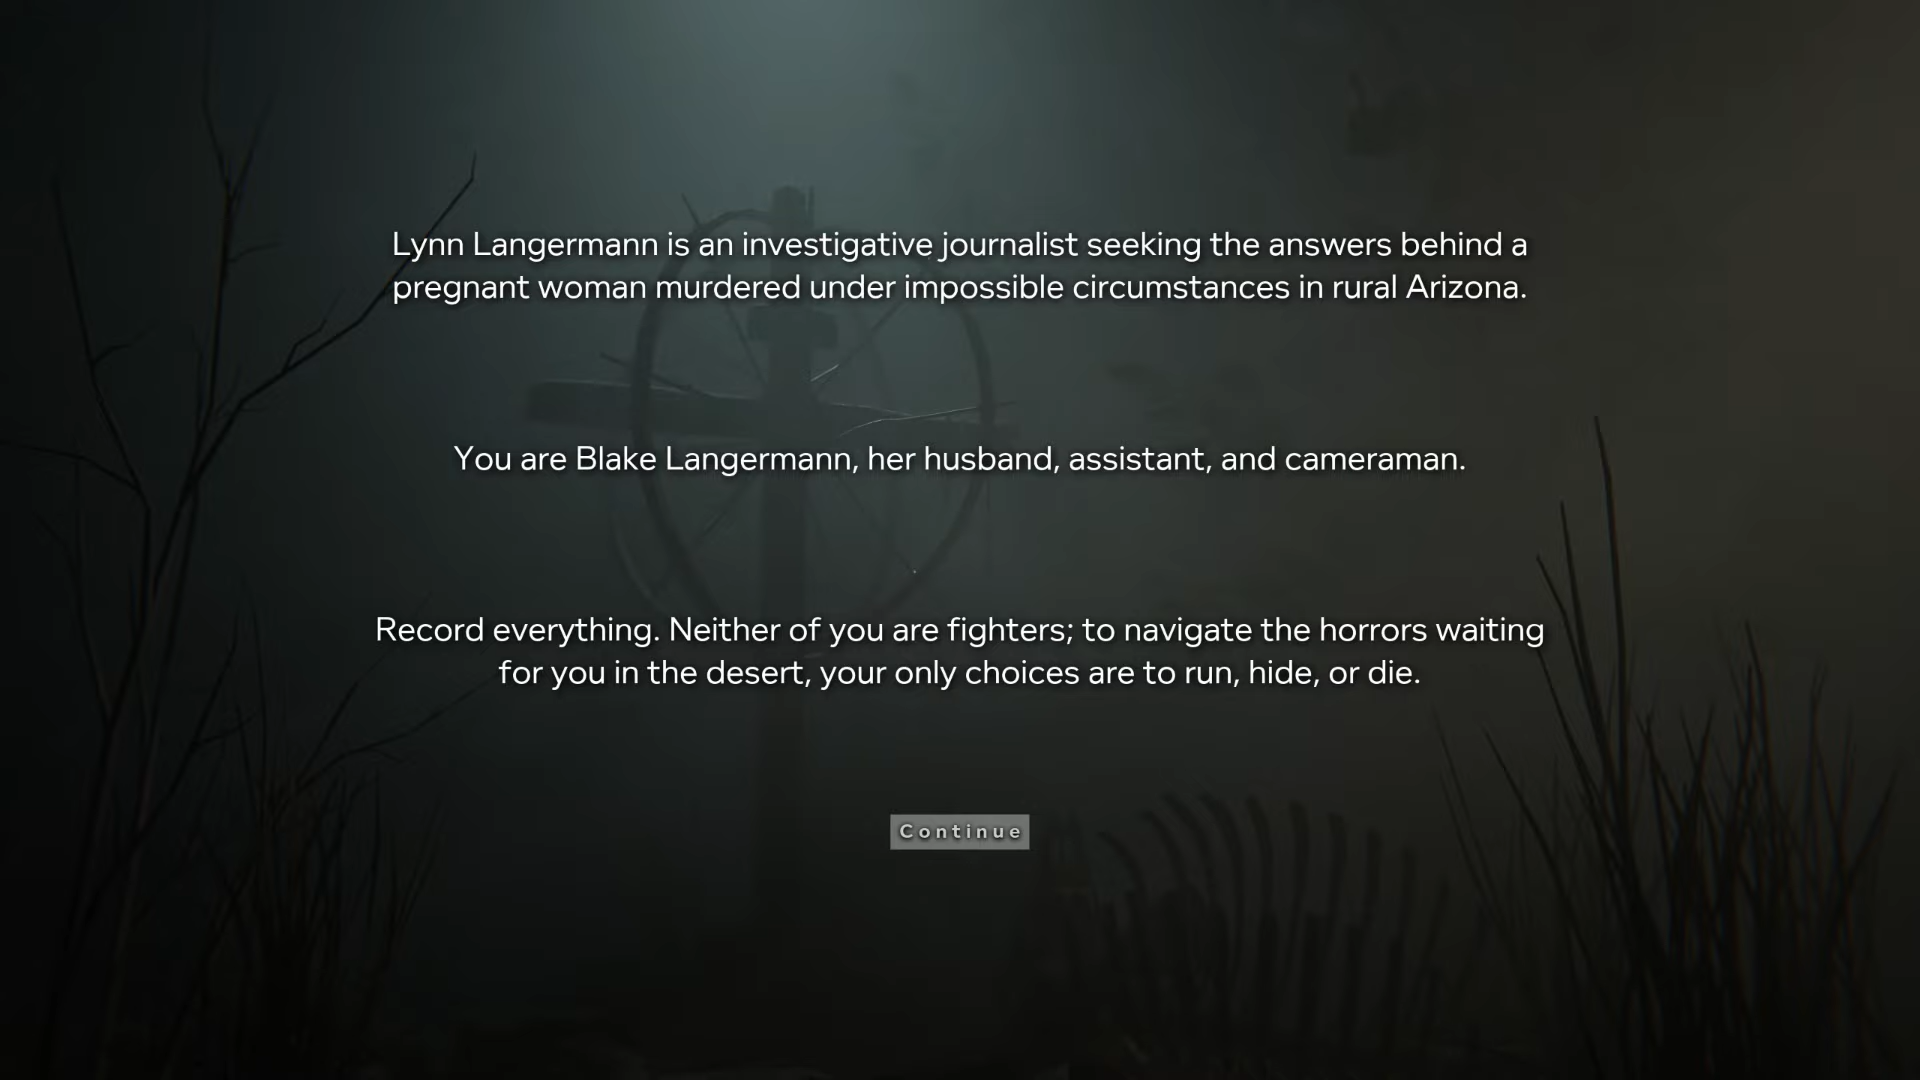 Lynn Langermann is an investigative journalist seeking the answers behind a
pregnant woman murdered under impossible circumstances in rural Arizona.
You are Blake Langermann, her husband, assistant, and cameraman.
Record everything. Neither of you are fighters; to navigate the horrors waiting
for you in the desert, your only choices are to run, hide, or die.
Continue